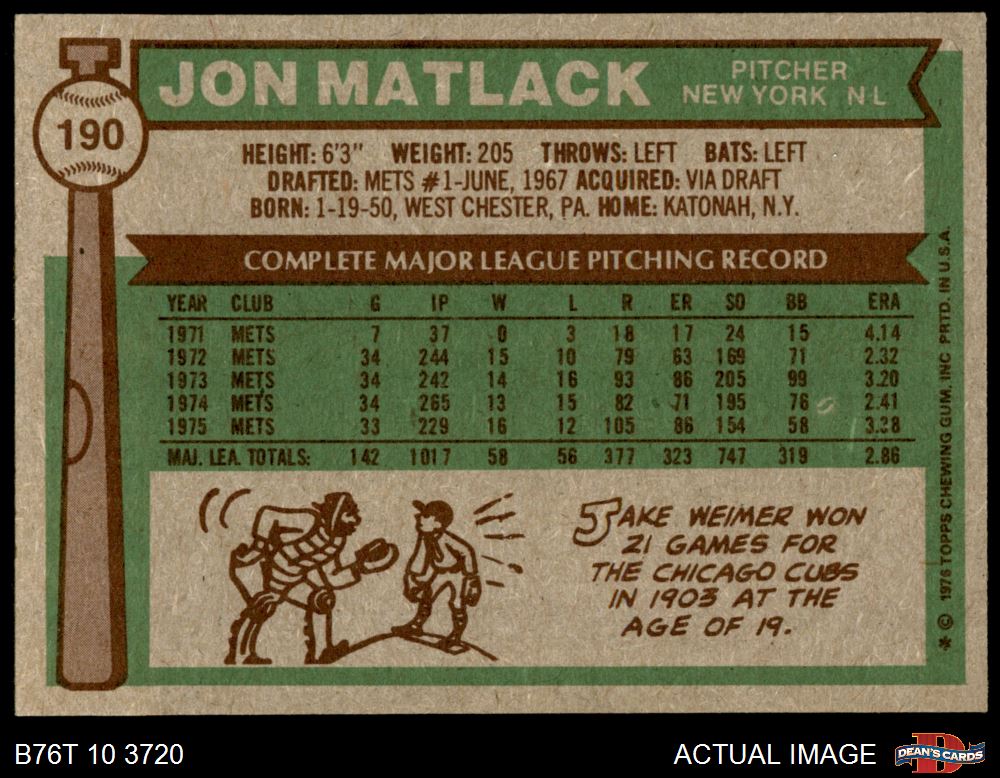 190
JON MATLACK
PITCHER
NEW YORK NL
HEIGHT: 6'3" WEIGHT: 205 THROWS: LEFT BATS: LEFT
DRAFTED: METS #1-JUNE, 1967 ACQUIRED: VIA DRAFT
BORN: 1-19-50, WEST CHESTER, PA. HOME: KATONAH, N.Y.
COMPLETE MAJOR LEAGUE PITCHING RECORD
YEAR CLUB G IP W L R ER SO BB ERA
1971 METS 7 37 0 3 18 17 24 15 4.14
1972 METS 34 244 15 10 79 63 169 71 2.32
1973 METS 34 242 14 16 93 86 205 99 3.20
1974 METS 34 265 13 15 82 71 195 76 2.41
1975 METS 33 229 16 12 105 86 154 58 3.38
MAJ. LEA. TOTALS: 142 1017 58 56 377 323 747 319 2.86
JAKE WEIMER WON
21 GAMES FOR
THE CHICAGO CUBS
IN 1903 AT THE
AGE OF 19.
* © 1976 TOPPS CHEWING GUM, INC. PRTD. IN U.S.A.
B76T 10 3720
ACTUAL IMAGE
DEAN'S CARDS